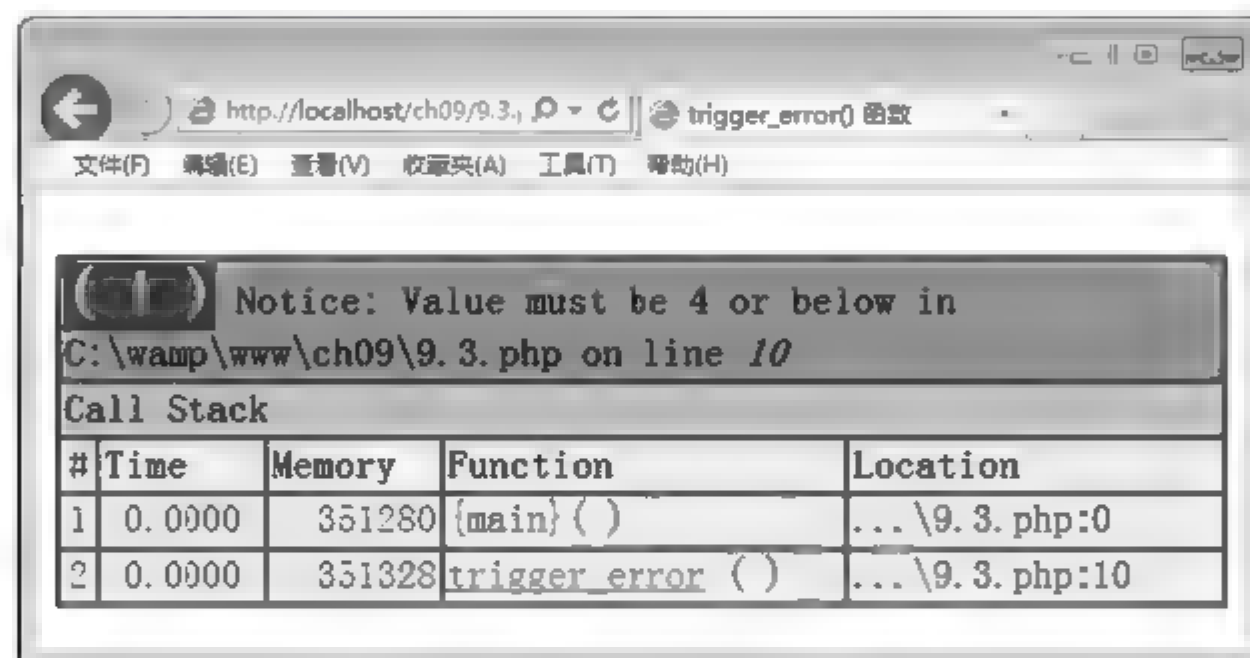 http://localhost/ch09/9.3. trigger_error() 函数
文件(F) 编辑(E) 查看(V) 收藏夹(A) 工具(T) 帮助(H)
Notice: Value must be 4 or below in
C:\wamp\www\ch09\9.3.php on line 10
Call Stack
# Time Memory Function Location
1 0.0000 351280 {main}( ) ...\9.3.php:0
2 0.0000 351328 trigger_error ( ) ...\9.3.php:10